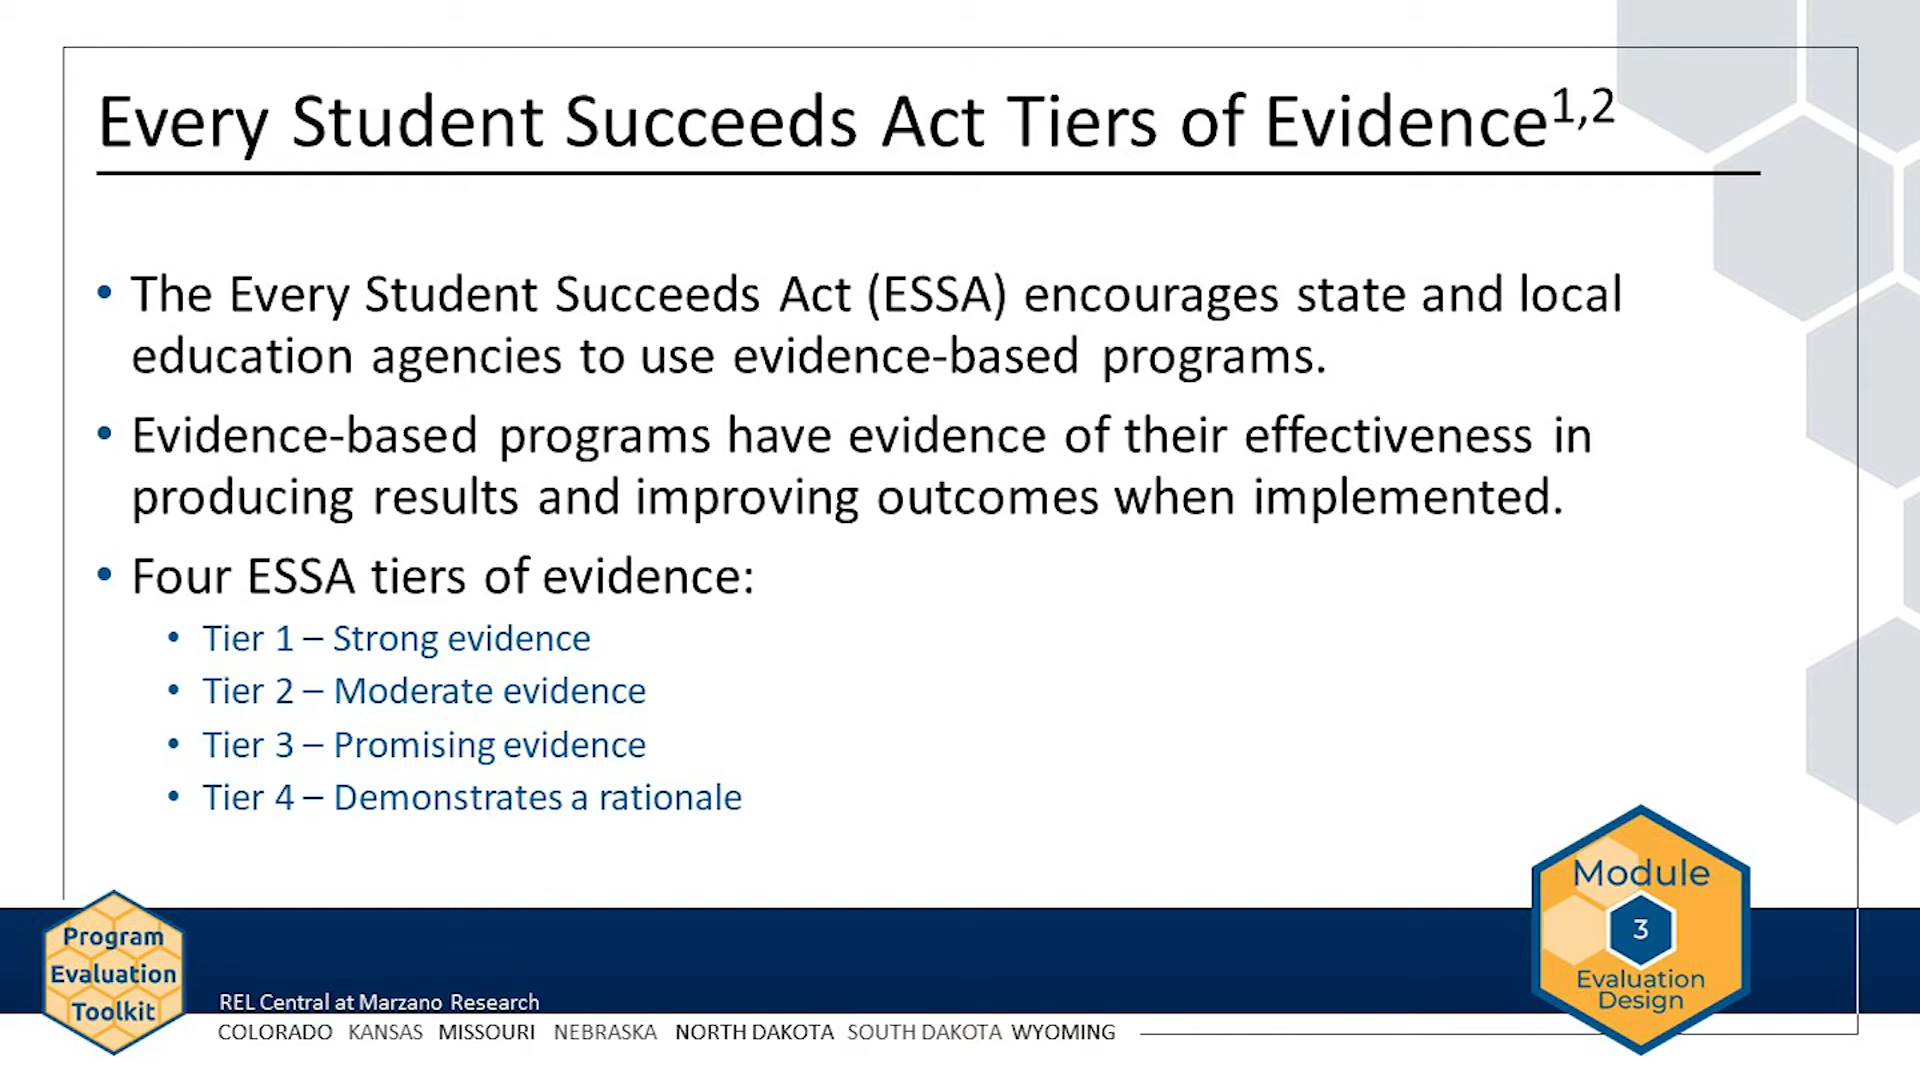 Every Student Succeeds Act Tiers of Evidence1,2
• The Every Student Succeeds Act (ESSA) encourages state and local
education agencies to use evidence-based programs.
• Evidence-based programs have evidence of their effectiveness in
producing results and improving outcomes when implemented.
• Four ESSA tiers of evidence:
• Tier 1 – Strong evidence
• Tier 2 – Moderate evidence
• Tier 3 – Promising evidence
• Tier 4 – Demonstrates a rationale
Program
Evaluation
Toolkit
REL Central at Marzano Research
COLORADO KANSAS MISSOURI NEBRASKA NORTH DAKOTA SOUTH DAKOTA WYOMING
Module
3
Evaluation
Design